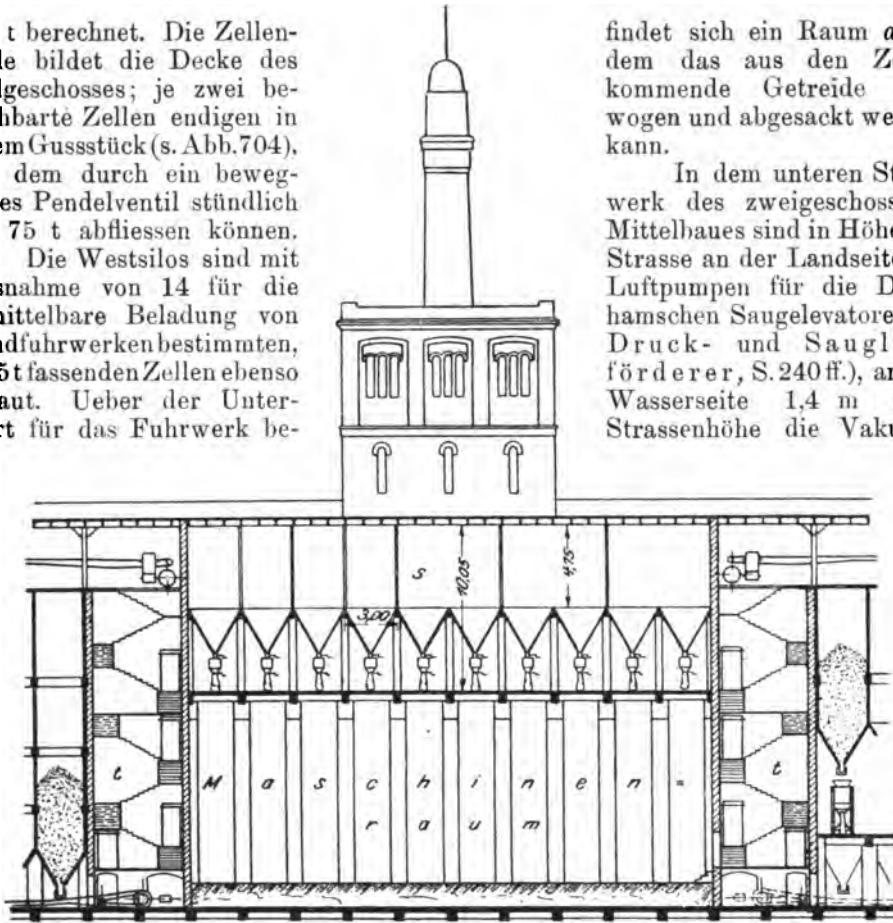 t berechnet. Die Zellen-
le bildet die Decke des
lgeschosses; je zwei be-
hbarte Zellen endigen in
em Gussstück (s. Abb. 704),
dem durch ein beweg-
es Pendelventil stündlich
75 t abfliessen können.
Die Westsilos sind mit
snahme von 14 für die
nittelbare Beladung von
ndfuhrwerken bestimmten,
5 t fassenden Zellen ebenso
aut. Ueber der Unter-
rt für das Fuhrwerk be-
findet sich ein Raum a
dem das aus den Z
kommende Getreide
wogen und abgesackt we
kann.
In dem unteren St
werk des zweigeschoss
Mittelbaues sind in Höhe
Strasse an der Landseite
Luftpumpen für die D
hamschen Saugelevatore
Druck- und Saugl
förderer, S. 240 ff.), an
Wasserseite 1,4 m
Strassenhöhe die Vaku
s
10,05
4,75
3,00
t
Maschinen=
raum
t